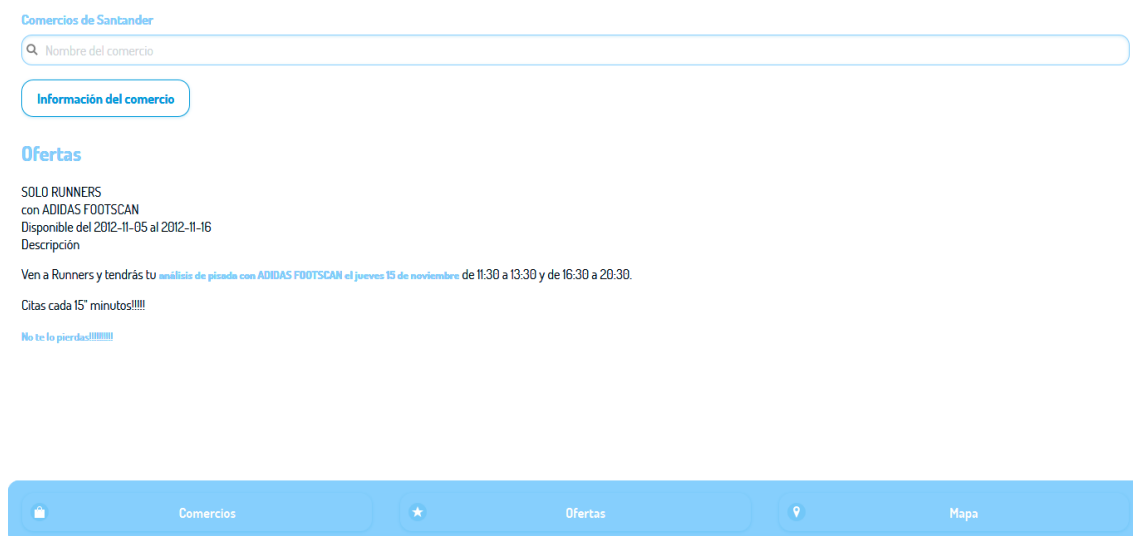 Comercios de Santander
Nombre del comercio
Información del comercio
Ofertas
SOLO RUNNERS
con ADIDAS FOOTSCAN
Disponible del 2012-11-05 al 2012-11-16
Descripción
Ven a Runners y tendrás tu análisis de pisada con ADIDAS FOOTSCAN el jueves 15 de noviembre de 11:30 a 13:30 y de 16:30 a 20:30.
Citas cada 15" minutos!!!!!
No te lo pierdas!!!!!!!!!
Comercios
Ofertas
Mapa